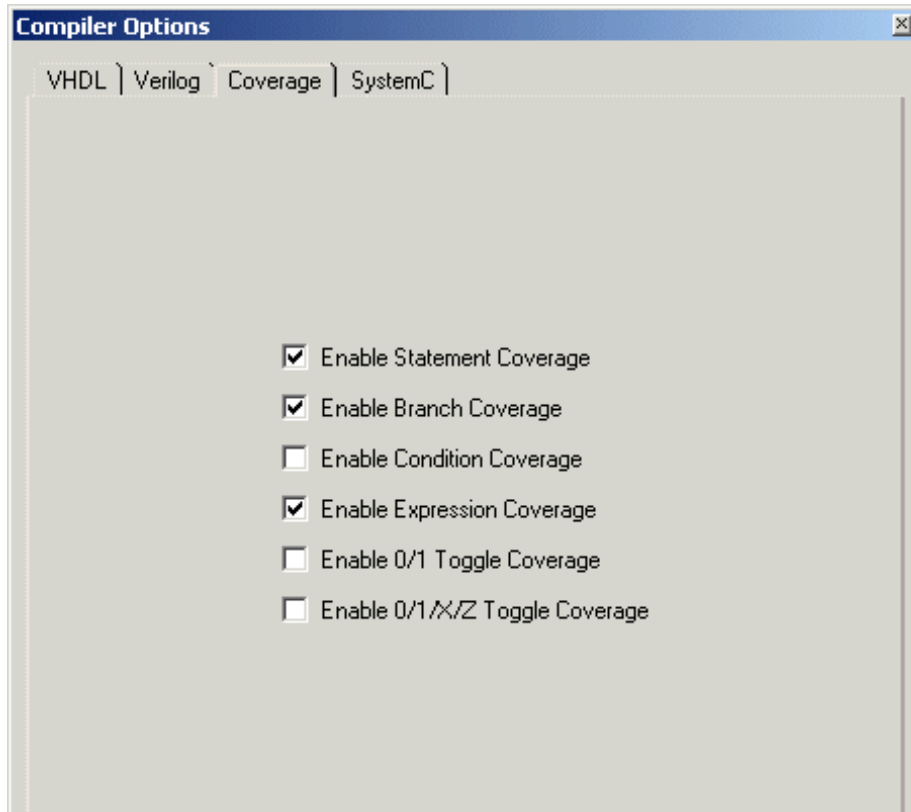 Compiler Options
VHDL Verilog Coverage SystemC
Enable Statement Coverage
Enable Branch Coverage
Enable Condition Coverage
Enable Expression Coverage
Enable 0/1 Toggle Coverage
Enable 0/1/X/Z Toggle Coverage